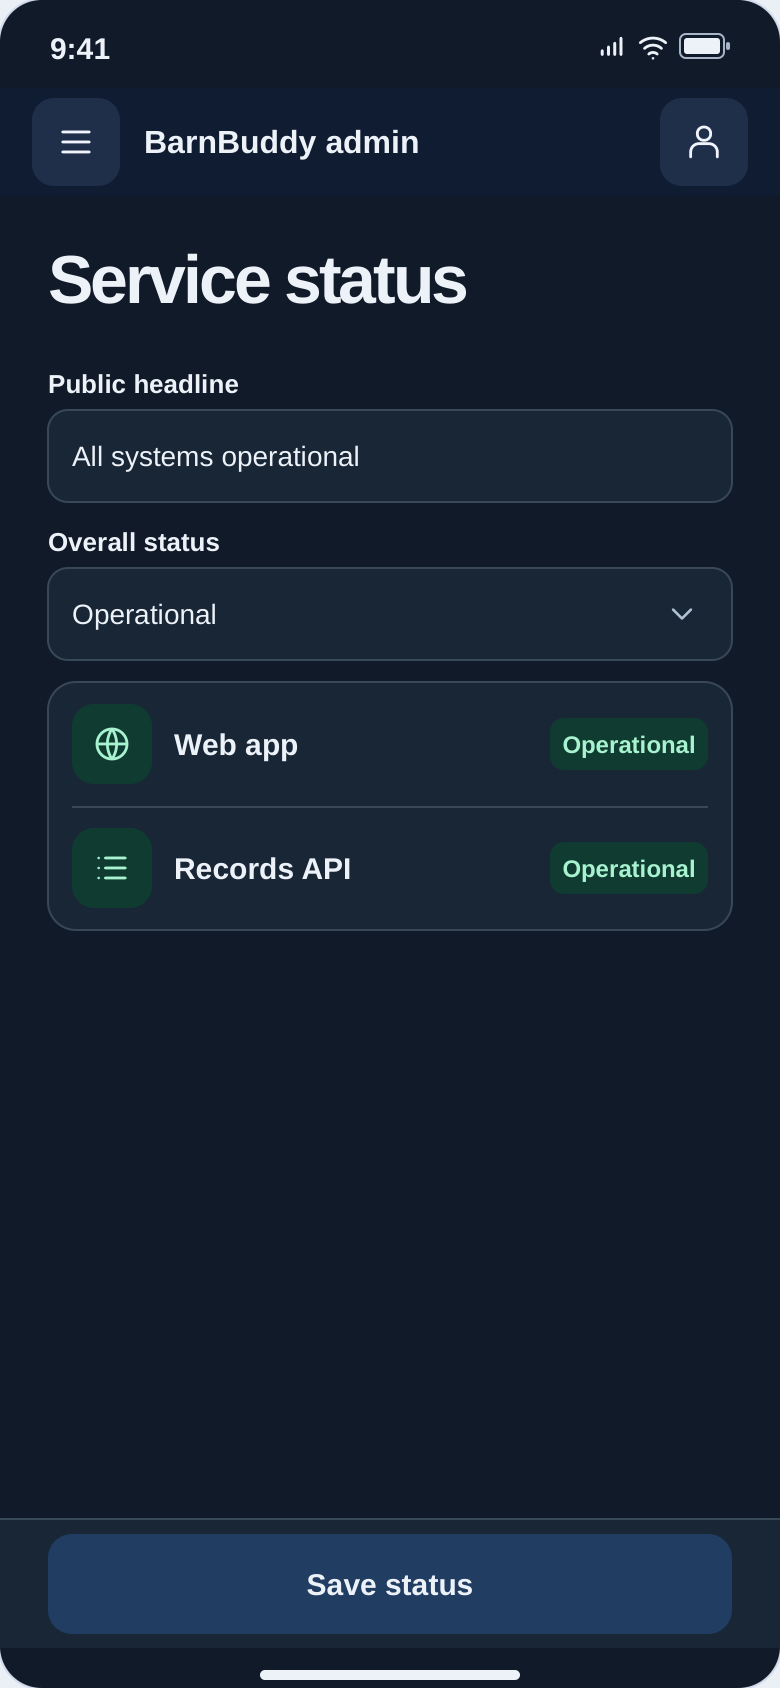 9:41
BarnBuddy admin
Service status
Public headline
All systems operational
Overall status
Operational
Web app
Operational
Records API
Operational
Save status